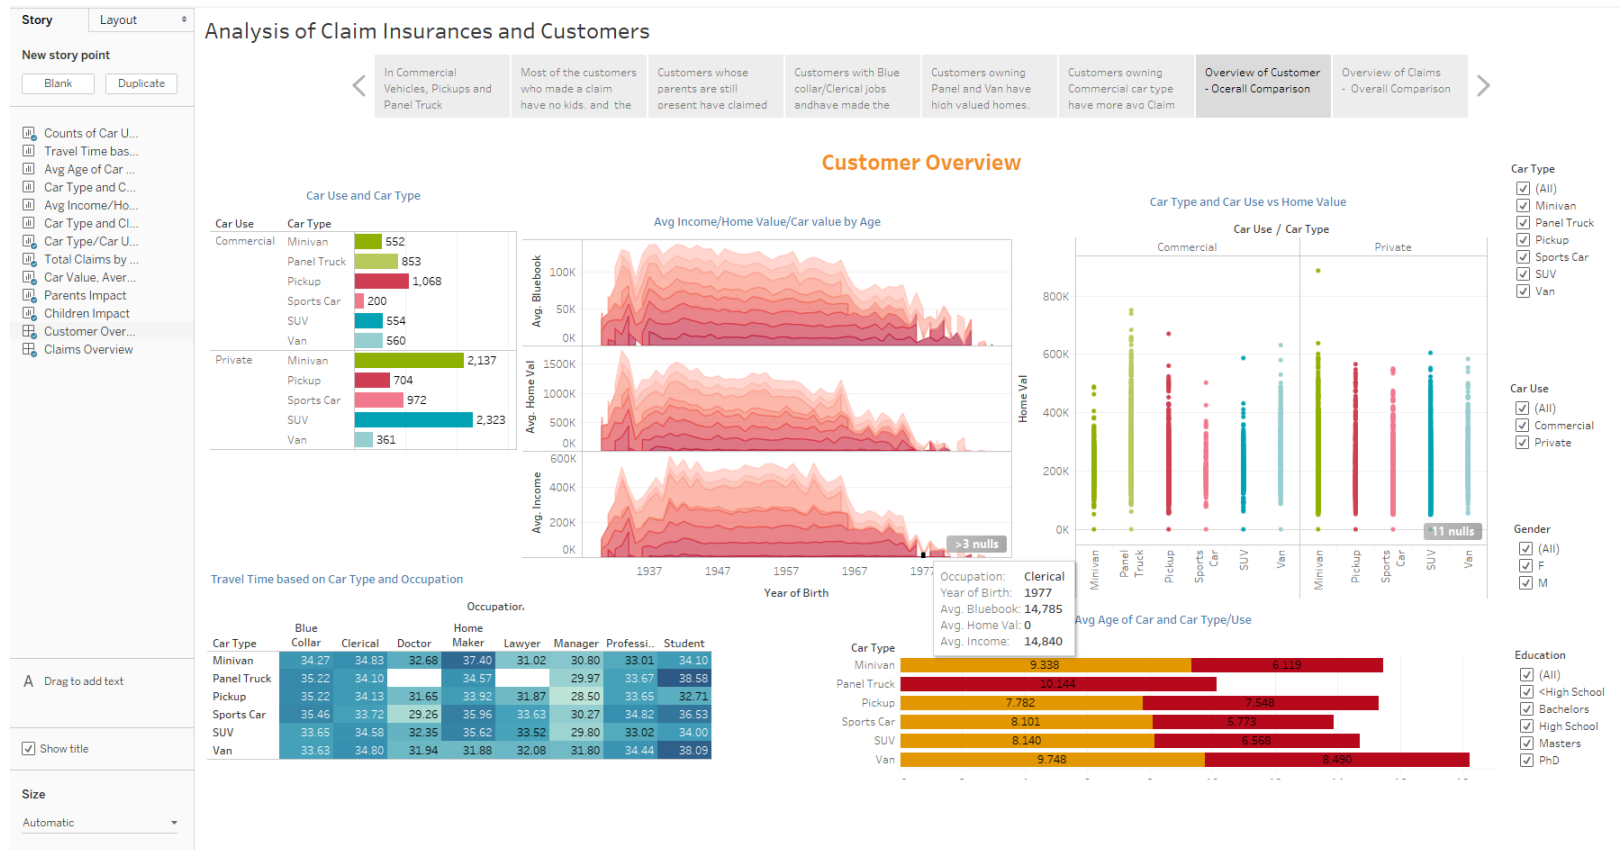 Story
Layout
New story point
Blank
Duplicate
Counts of Car U...
Travel Time bas...
Avg Age of Car ...
Car Type and C...
Avg Income/Ho...
Car Type and Cl...
Car Type/Car U...
Total Claims by ...
Car Value, Aver...
Parents Impact
Children Impact
Customer Over...
Claims Overview
A Drag to add text
Show title
Size
Automatic
Analysis of Claim Insurances and Customers
In Commercial
Vehicles, Pickups and
Panel Truck
Most of the customers
who made a claim
have no kids. and the
Customers whose
parents are still
present have claimed
Customers with Blue
collar/Clerical jobs
andhave made the
Customers owning
Panel and Van have
high valued homes.
Customers owning
Commercial car type
have more avg Claim
Overview of Customer
- Ocerall Comparison
Overview of Claims
- Overall Comparison
Customer Overview
Car Use and Car Type
Car Use Car Type
Commercial Minivan 552
Panel Truck 853
Pickup 1,068
Sports Car 200
SUV 554
Van 560
Private Minivan 2,137
Pickup 704
Sports Car 972
SUV 2,323
Van 361
Avg Income/Home Value/Car value by Age
Avg. Bluebook
100K
50K
0K
Avg. Home Val
1500K
1000K
500K
0K
Avg. Income
600K
400K
200K
0K
>3 nulls
1937 1947 1957 1967 1977
Year of Birth
Occupation: Clerical
Year of Birth: 1977
Avg. Bluebook: 14,785
Avg. Home Val: 0
Avg. Income: 14,840
Car Type and Car Use vs Home Value
Car Use / Car Type
Commercial Private
Home Val
800K
600K
400K
200K
0K
11 nulls
Minivan
Panel
Truck
Pickup
Sports
Car
SUV
Van
Minivan
Pickup
Sports
Car
SUV
Van
Travel Time based on Car Type and Occupation
Occupation
Car Type Blue Collar Clerical Doctor Home Maker Lawyer Manager Professi.. Student
Minivan 34.27 34.83 32.68 37.40 31.02 30.80 33.01 34.10
Panel Truck 35.22 34.10 34.57 29.97 33.67 38.58
Pickup 35.22 34.13 31.65 33.92 31.87 28.50 33.65 32.71
Sports Car 35.46 33.72 29.26 35.96 33.63 30.27 34.82 36.53
SUV 33.65 34.58 32.35 35.62 33.52 29.80 33.02 34.00
Van 33.63 34.80 31.94 31.88 32.08 31.80 34.44 38.09
Avg Age of Car and Car Type/Use
Car Type
Minivan 9.338 6.119
Panel Truck 10.144
Pickup 7.782 7.548
Sports Car 8.101 5.773
SUV 8.140 6.568
Van 9.748 8.490
Car Type
(All)
Minivan
Panel Truck
Pickup
Sports Car
SUV
Van
Car Use
(All)
Commercial
Private
Gender
(All)
F
M
Education
(All)
<High School
Bachelors
High School
Masters
PhD